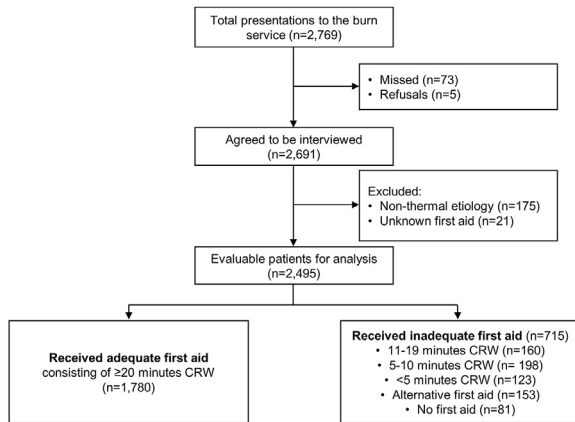 Total presentations to the burn
service (n=2,769)
• Missed (n=73)
• Refusals (n=5)
Agreed to be interviewed
(n=2,691)
Excluded:
• Non-thermal etiology (n=175)
• Unknown first aid (n=21)
Evaluable patients for analysis
(n=2,495)
Received adequate first aid
consisting of ≥20 minutes CRW
(n=1,780)
Received inadequate first aid (n=715)
• 11-19 minutes CRW (n=160)
• 5-10 minutes CRW (n= 198)
• <5 minutes CRW (n=123)
• Alternative first aid (n=153)
• No first aid (n=81)